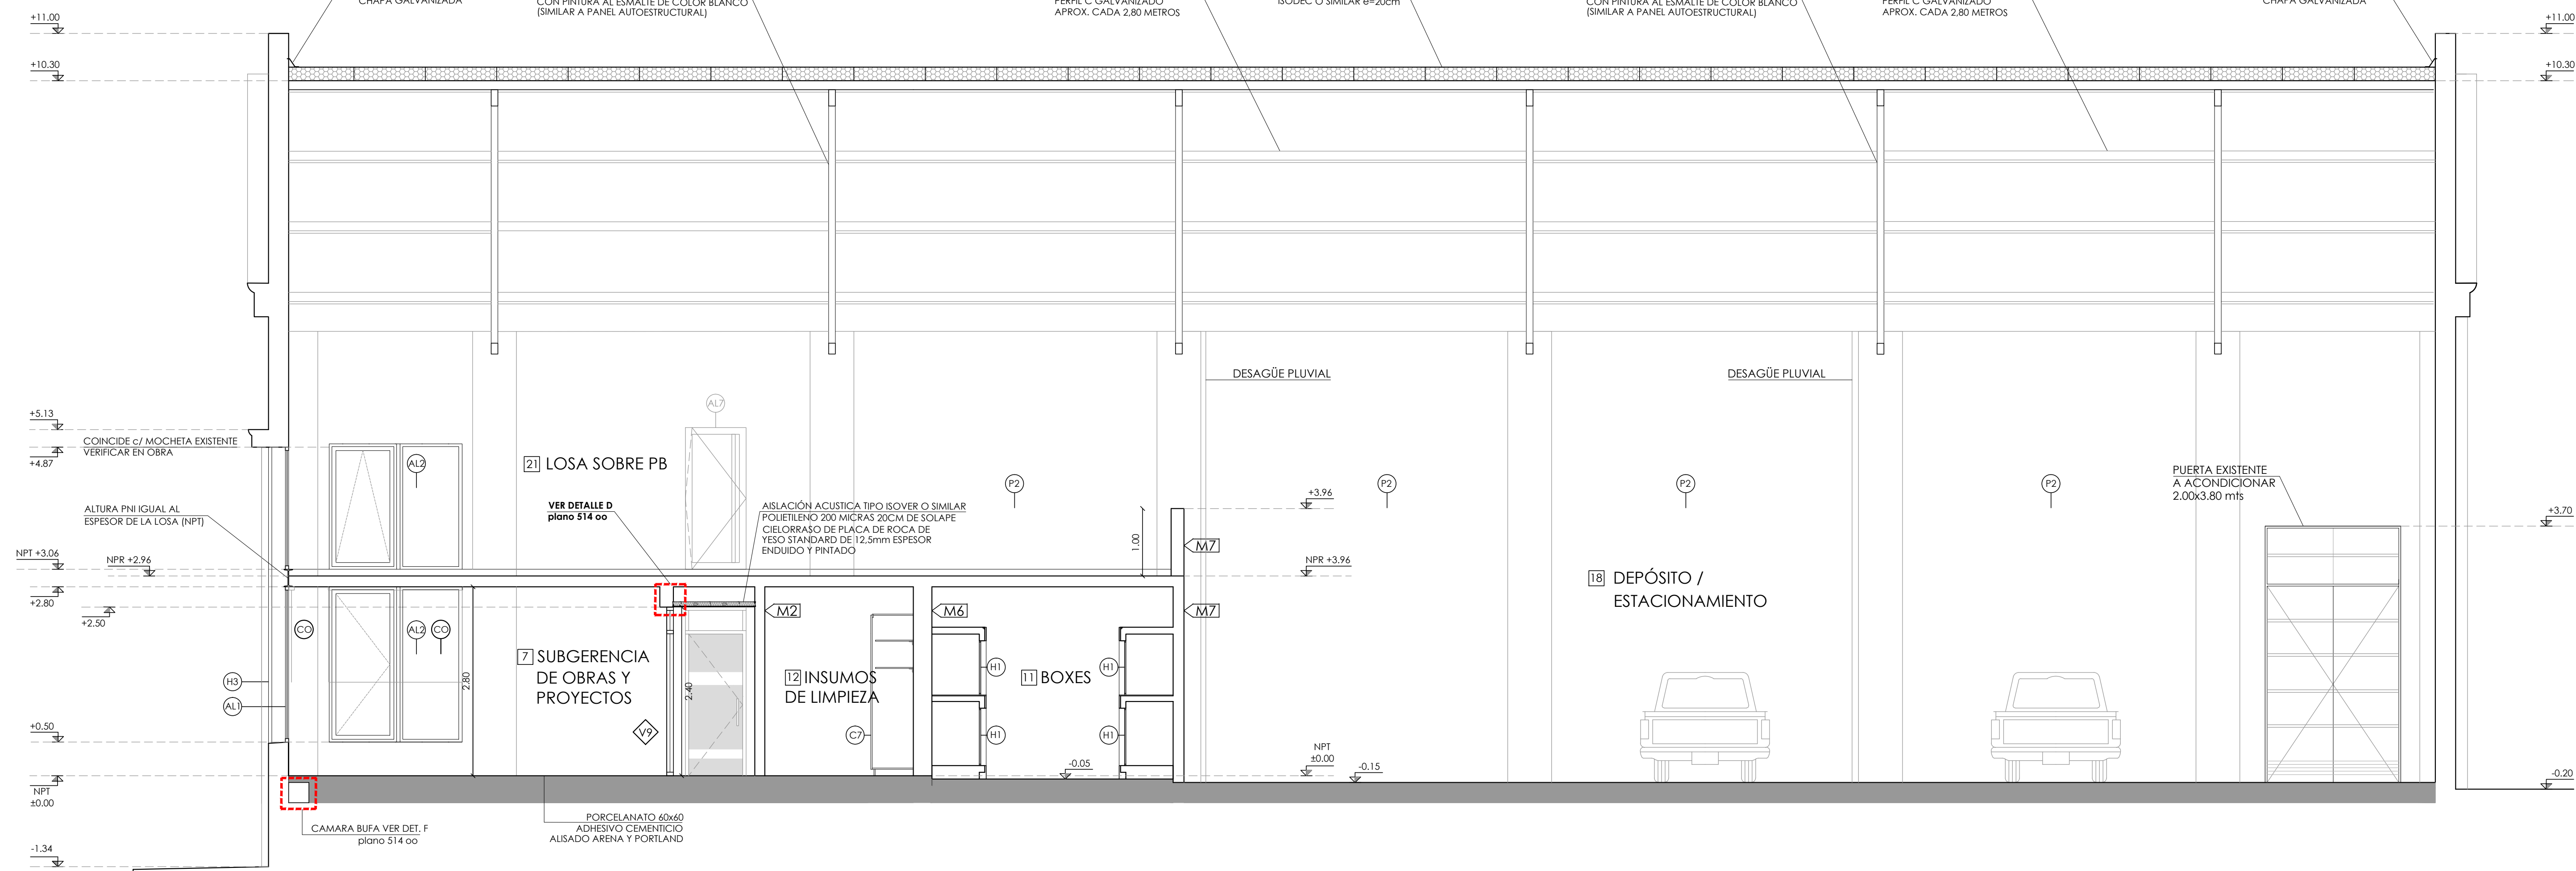 CHAPA GALVANIZADA
CON PINTURA AL ESMALTE DE COLOR BLANCO
(SIMILAR A PANEL AUTOESTRUCTURAL)
PERFIL C GALVANIZADO
APROX. CADA 2,80 METROS
ISODEC O SIMILAR e=20cm
CON PINTURA AL ESMALTE DE COLOR BLANCO
(SIMILAR A PANEL AUTOESTRUCTURAL)
PERFIL C GALVANIZADO
APROX. CADA 2,80 METROS
CHAPA GALVANIZADA
+11.00
+11.00
+10.30
+10.30
DESAGÜE PLUVIAL
DESAGÜE PLUVIAL
+5.13
COINCIDE c/ MOCHETA EXISTENTE
VERIFICAR EN OBRA
+4.87
AL7
AL2
21 LOSA SOBRE PB
P2
P2
P2
P2
PUERTA EXISTENTE
A ACONDICIONAR
2.00x3.80 mts
ALTURA PNI IGUAL AL
ESPESOR DE LA LOSA (NPT)
VER DETALLE D
plano 514 oo
AISLACIÓN ACUSTICA TIPO ISOVER O SIMILAR
POLIETILENO 200 MICRAS 20CM DE SOLAPE
CIELORRASO DE PLACA DE ROCA DE
YESO STANDARD DE 12,5mm ESPESOR
ENDUIDO Y PINTADO
+3.96
+3.70
1.00
M7
NPT +3.06
NPR +2.96
NPR +3.96
+2.80
+2.50
M2
M6
M7
18 DEPÓSITO /
ESTACIONAMIENTO
CO
AL2
CO
7 SUBGERENCIA
DE OBRAS Y
PROYECTOS
2.80
2.40
12 INSUMOS
DE LIMPIEZA
11 BOXES
H1
H1
H3
AL1
+0.50
V9
C7
H1
H1
NPT
±0.00
-0.05
NPT
±0.00
-0.15
-0.20
CAMARA BUFA VER DET. F
plano 514 oo
PORCELANATO 60x60
ADHESIVO CEMENTICIO
ALISADO ARENA Y PORTLAND
-1.34